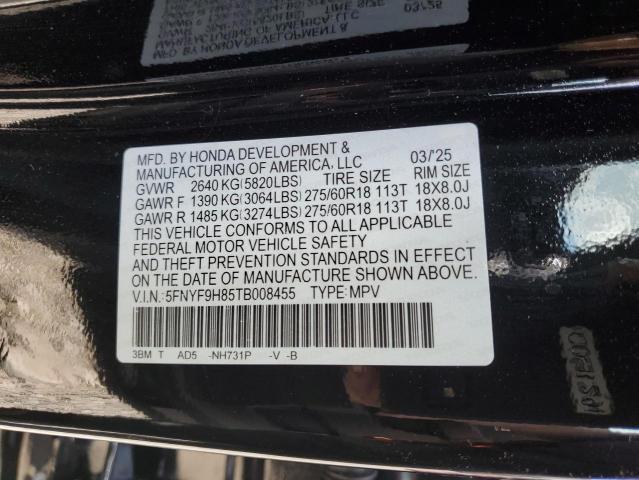 MFD. BY HONDA DEVELOPMENT &
MANUFACTURING OF AMERICA, LLC 03/'25
GVWR 2640 KG(5820LBS) TIRE SIZE RIM SIZE
GAWR F 1390 KG(3064LBS) 275/60R18 113T 18X8.0J
GAWR R 1485 KG(3274LBS) 275/60R18 113T 18X8.0J
THIS VEHICLE CONFORMS TO ALL APPLICABLE
FEDERAL MOTOR VEHICLE SAFETY
AND THEFT PREVENTION STANDARDS IN EFFECT
ON THE DATE OF MANUFACTURE SHOWN ABOVE.
V.I.N.: 5FNYF9H85TB008455 TYPE: MPV
3BM T AD5 -NH731P -V -B